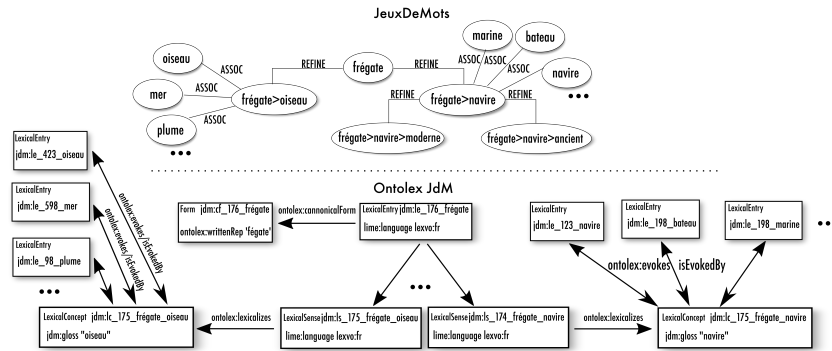 JeuxDeMots
marine
bateau
oiseau
ASSOC
REFINE
frégate
REFINE
ASSOC
ASSOC
ASSOC
ASSOC
navire
mer
ASSOC
frégate>oiseau
frégate>navire
plume
ASSOC
REFINE
REFINE
frégate>navire>moderne
frégate>navire>ancient
LexicalEntry
jdm:le_423_oiseau
Ontolex JdM
LexicalEntry
jdm:le_598_mer
ontolex:evokes/isEvokedBy
ontolex:evokes/isEvokedBy
Form jdm:cf_176_frégate
ontolex:writtenRep 'fégate'
ontolex:cannonicalForm
LexicalEntry jdm:le_176_frégate
lime:language lexvo:fr
LexicalEntry
jdm:le_123_navire
LexicalEntry
jdm:le_198_bateau
LexicalEntry
jdm:le_198_marine
LexicalEntry
jdm:le_98_plume
ontolex:evokes isEvokedBy
LexicalConcept jdm:lc_175_frégate_oiseau
jdm:gloss "oiseau"
ontolex:lexicalizes
LexicalSense jdm:ls_175_frégate_oiseau
lime:language lexvo:fr
LexicalSense jdm:ls_174_frégate_navire
lime:language lexvo:fr
ontolex:lexicalizes
LexicalConcept jdm:lc_175_frégate_navire
jdm:gloss "navire"